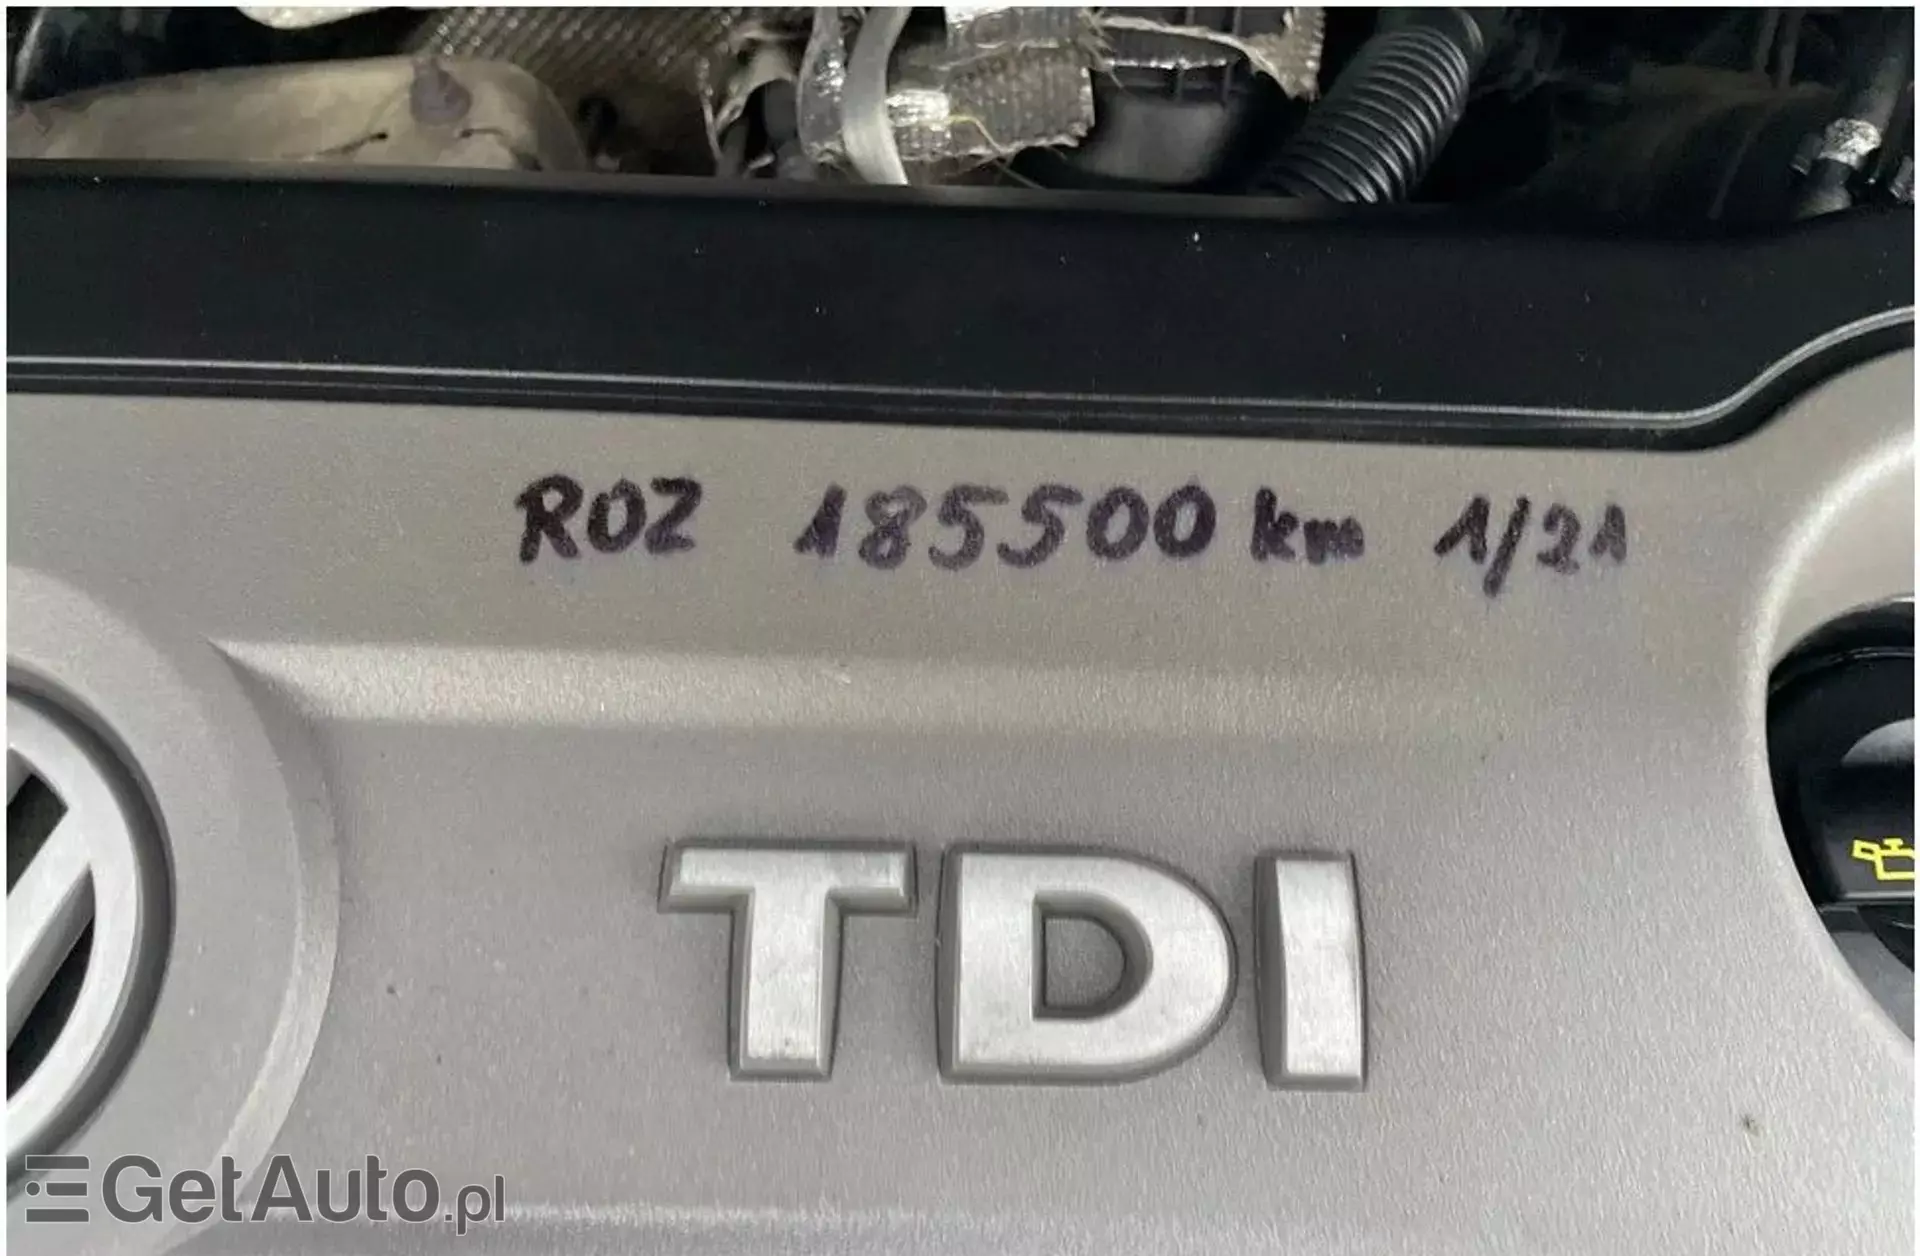 ROZ 185500 km 1/21
TDI
GetAuto.pl